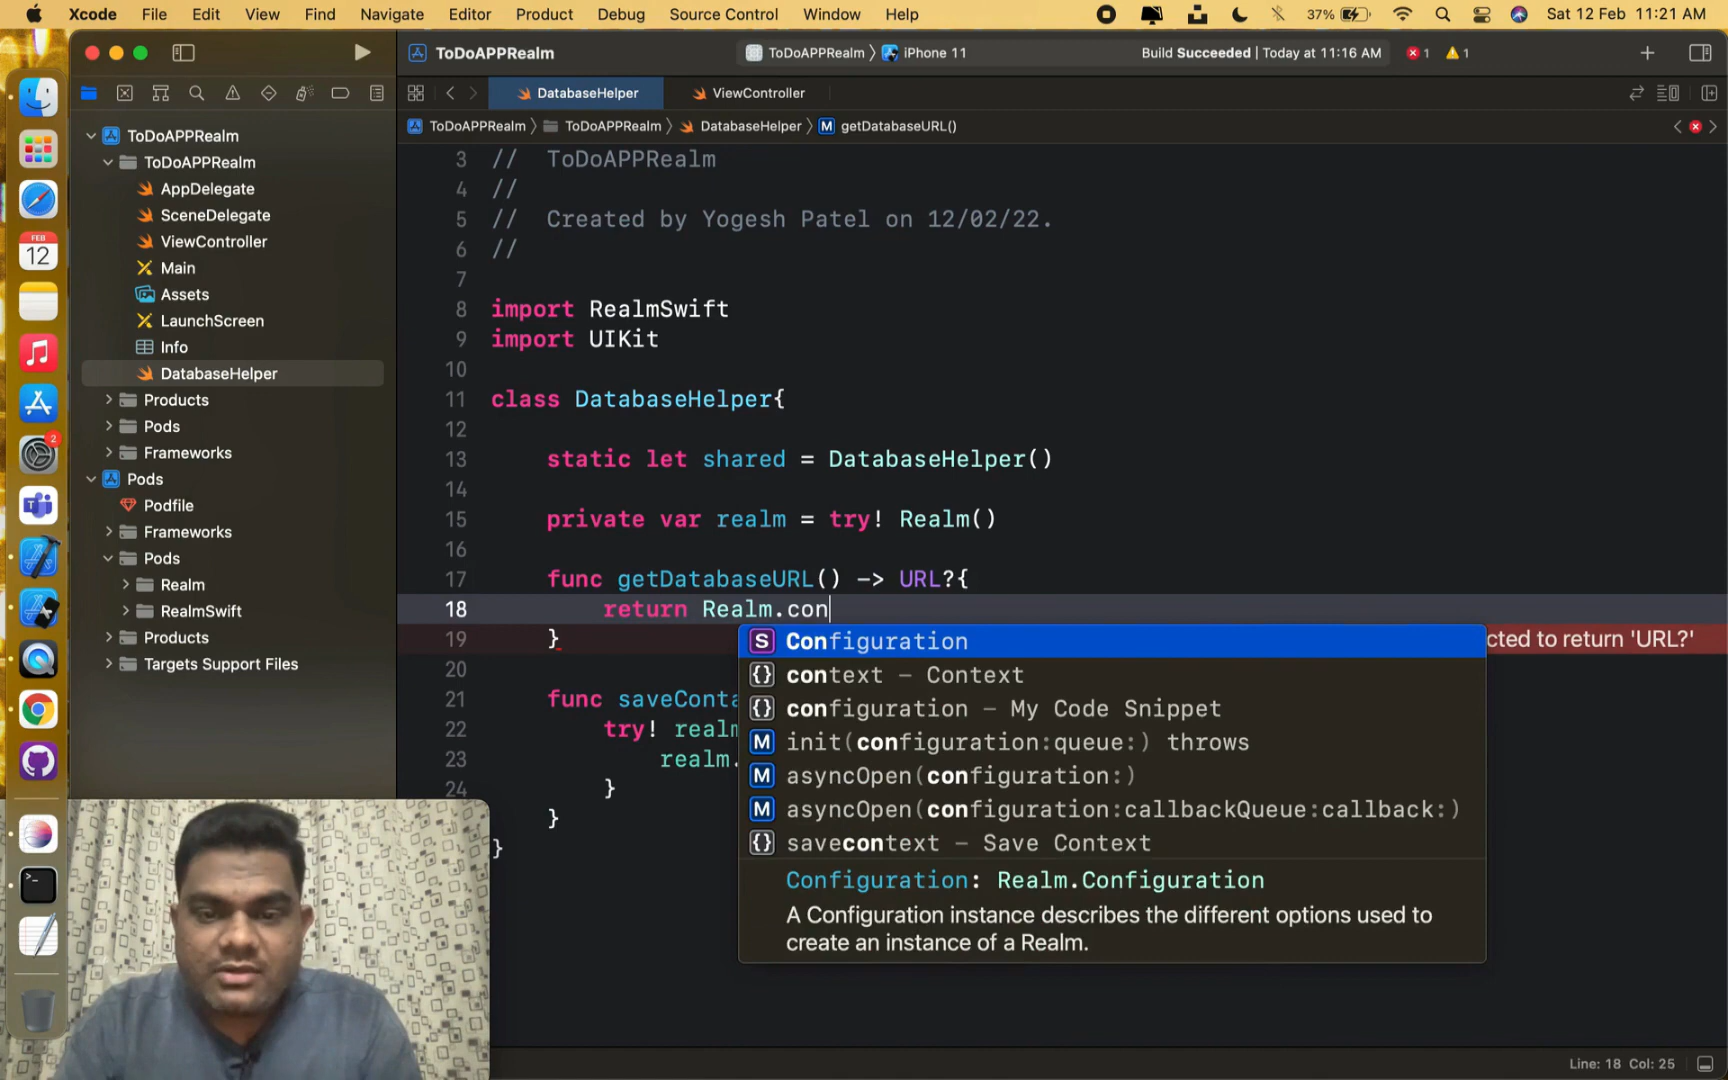 Xcode File Edit View Find Navigate Editor Product Debug Source Control Window Help 37% Sat 12 Feb 11:21 AM
ToDoAPPRealm ToDoAPPRealm iPhone 11 Build Succeeded | Today at 11:16 AM 1 1
DatabaseHelper ViewController
ToDoAPPRealm ToDoAPPRealm DatabaseHelper M getDatabaseURL()
FEB
12
2
ToDoAPPRealm
ToDoAPPRealm
AppDelegate
SceneDelegate
ViewController
Main
Assets
LaunchScreen
Info
DatabaseHelper
Products
Pods
Frameworks
Pods
Podfile
Frameworks
Pods
Realm
RealmSwift
Products
Targets Support Files
3 // ToDoAPPRealm
4 //
5 // Created by Yogesh Patel on 12/02/22.
6 //
7
8 import RealmSwift
9 import UIKit
10
11 class DatabaseHelper{
12
13 static let shared = DatabaseHelper()
14
15 private var realm = try! Realm()
16
17 func getDatabaseURL() -> URL?{
18 return Realm.con
19 } cted to return 'URL?'
20
21 func saveConta
22 try! realm
23 realm.
24 }
}
}
S Configuration
{} context — Context
{} configuration — My Code Snippet
M init(configuration:queue:) throws
M asyncOpen(configuration:)
M asyncOpen(configuration:callbackQueue:callback:)
{} savecontext — Save Context
Configuration: Realm.Configuration
A Configuration instance describes the different options used to
create an instance of a Realm.
Line: 18 Col: 25